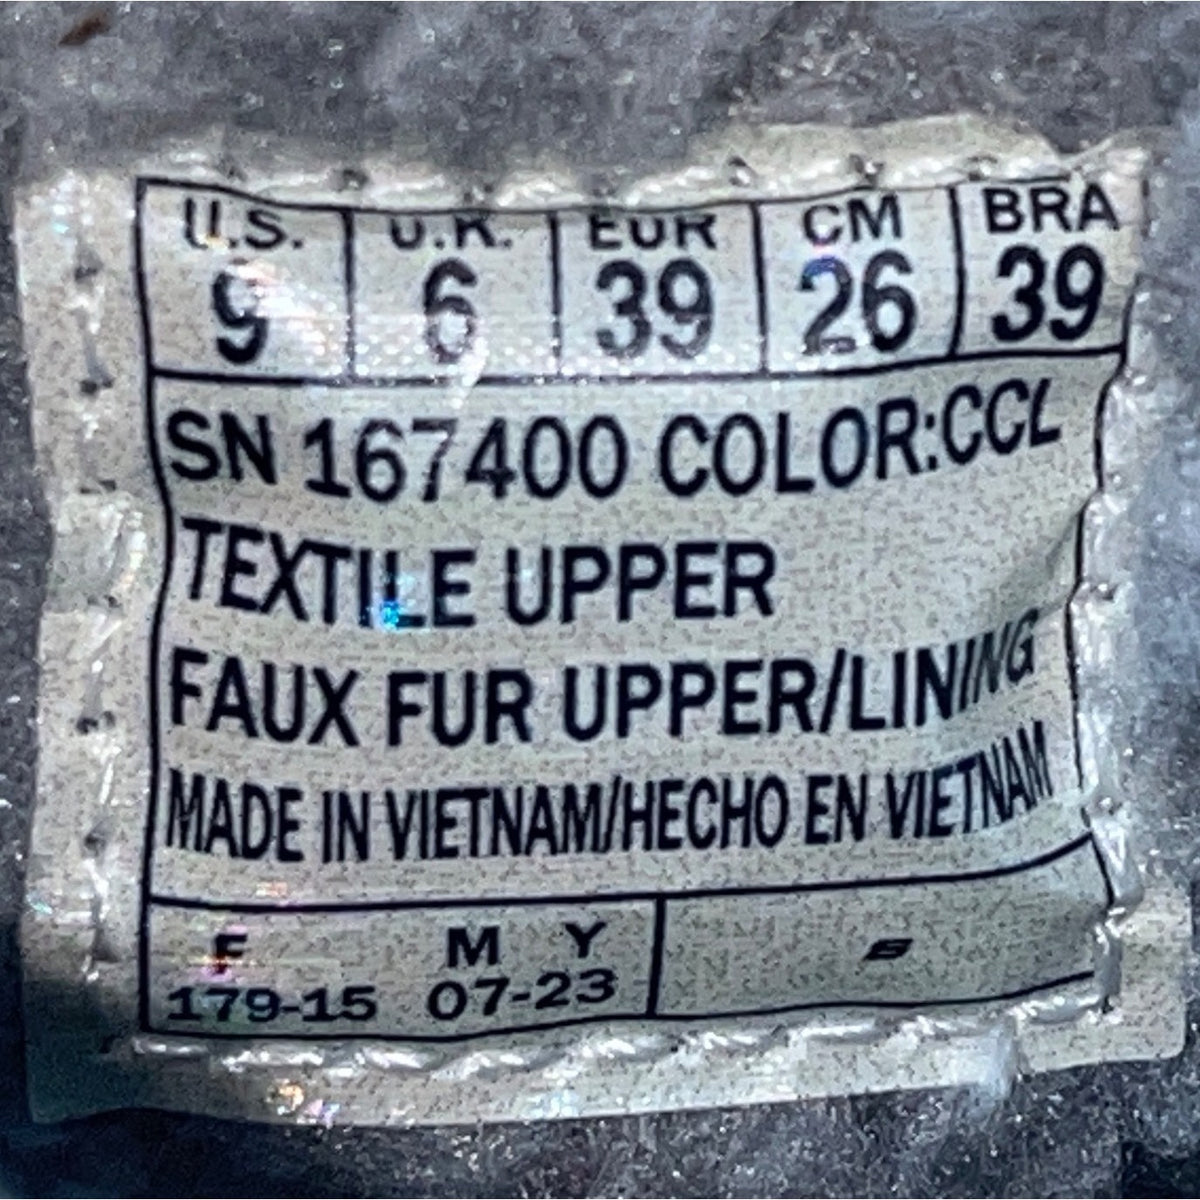 U.S. U.K. EUR CM BRA
9 6 39 26 39
SN 167400 COLOR:CCL
TEXTILE UPPER
FAUX FUR UPPER/LINING
MADE IN VIETNAM/HECHO EN VIETNAM
F M Y
179-15 07-23